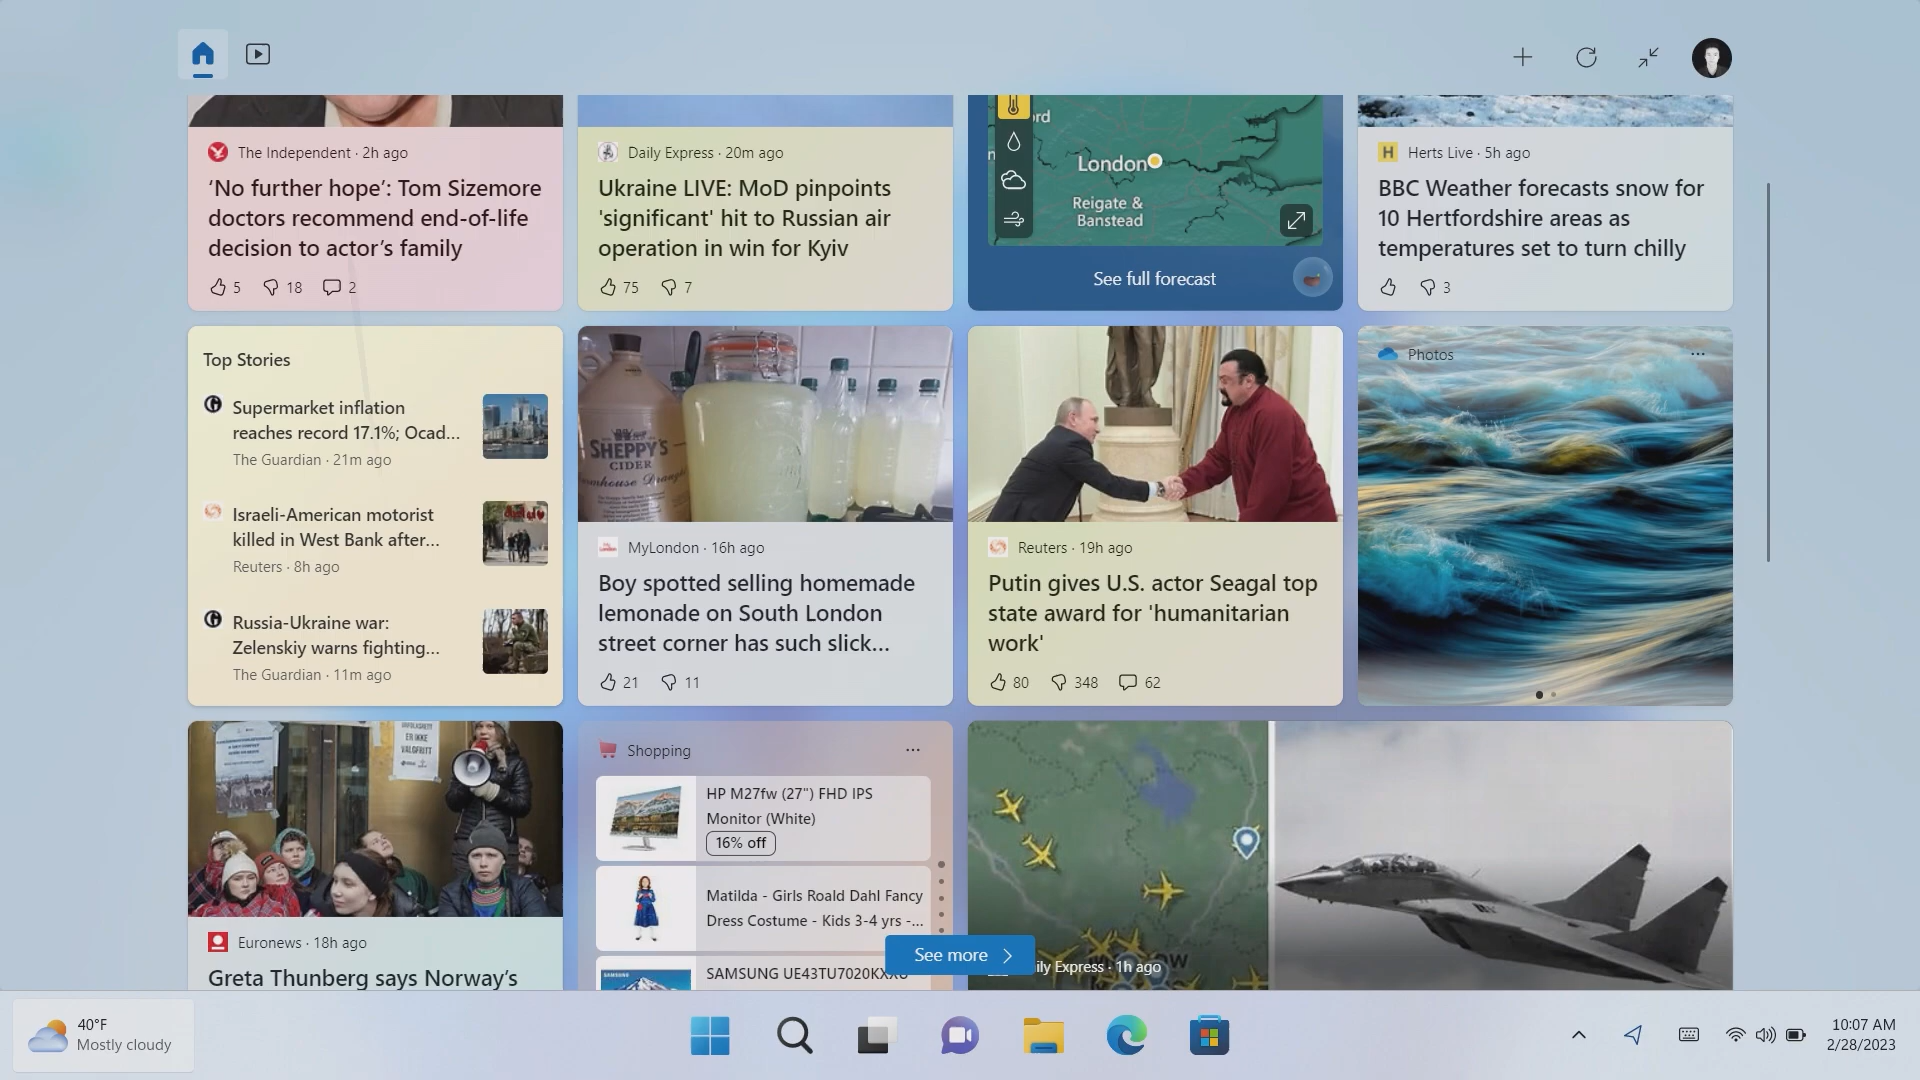 The Independent · 2h ago
‘No further hope’: Tom Sizemore
doctors recommend end-of-life
decision to actor’s family
5
18
2
Daily Express · 20m ago
Ukraine LIVE: MoD pinpoints
'significant' hit to Russian air
operation in win for Kyiv
75
7
London
Reigate &
Banstead
See full forecast
H
Herts Live · 5h ago
BBC Weather forecasts snow for
10 Hertfordshire areas as
temperatures set to turn chilly
3
Top Stories
Supermarket inflation
reaches record 17.1%; Ocad...
The Guardian · 21m ago
Israeli-American motorist
killed in West Bank after...
Reuters · 8h ago
Russia-Ukraine war:
Zelenskiy warns fighting...
The Guardian · 11m ago
SHEPPY'S
CIDER
MyLondon · 16h ago
Boy spotted selling homemade
lemonade on South London
street corner has such slick...
21
11
Reuters · 19h ago
Putin gives U.S. actor Seagal top
state award for 'humanitarian
work'
80
348
62
Photos
ER IKKE
VALGFRITT
Euronews · 18h ago
Greta Thunberg says Norway’s
Shopping
HP M27fw (27") FHD IPS
Monitor (White)
16% off
Matilda - Girls Roald Dahl Fancy
Dress Costume - Kids 3-4 yrs -...
SAMSUNG
SAMSUNG UE43TU7020KXXU
See more
ily Express · 1h ago
40°F
Mostly cloudy
10:07 AM
2/28/2023